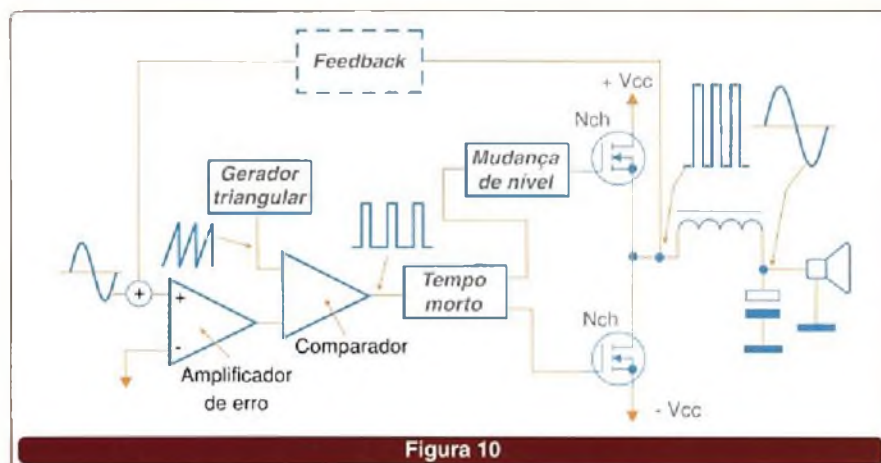 Feedback
+ Vcc
Nch
Mudança
de nível
Gerador
triangular
Tempo
morto
+
+
-
Comparador
Amplificador
de erro
Nch
- Vcc
Figura 10